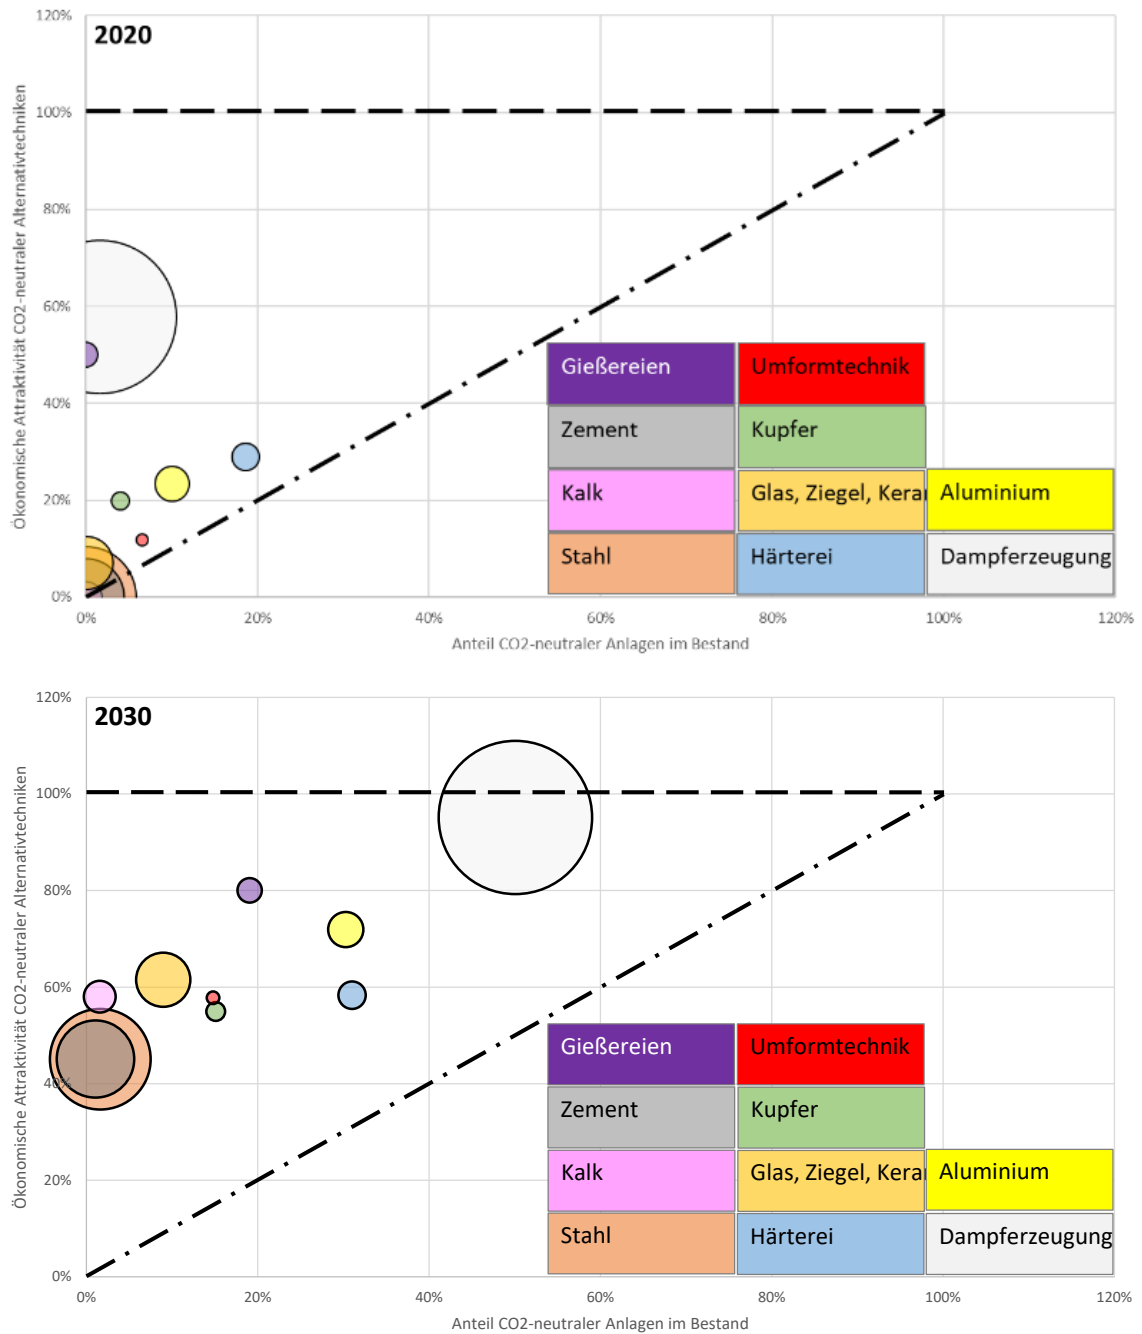 120%
2020
100%
80%
60%
40%
20%
0%
Ökonomische Attraktivität CO2-neutraler Alternativtechniken
Gießereien
Umformtechnik
Zement
Kupfer
Kalk
Glas, Ziegel, Kerar
Aluminium
Stahl
Härterei
Dampferzeugung
0%
20%
40%
60%
80%
100%
120%
Anteil CO2-neutraler Anlagen im Bestand
120%
2030
100%
80%
60%
40%
20%
0%
Ökonomische Attraktivität CO2-neutraler Alternativtechniken
Gießereien
Umformtechnik
Zement
Kupfer
Kalk
Glas, Ziegel, Kerar
Aluminium
Stahl
Härterei
Dampferzeugung
0%
20%
40%
60%
80%
100%
120%
Anteil CO2-neutraler Anlagen im Bestand